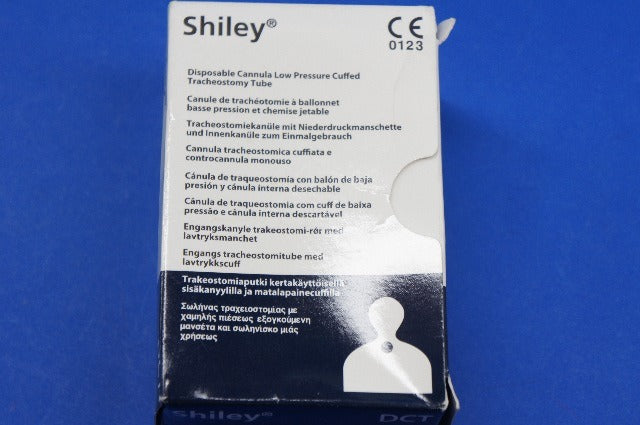 Shiley®
CE
0123
Disposable Cannula Low Pressure Cuffed
Tracheostomy Tube
Canule de trachéotomie à ballonnet
basse pression et chemise jetable
Tracheostomiekanüle mit Niederdruckmanschette
und Innenkanüle zum Einmalgebrauch
Cannula tracheostomica cuffiata e
controcannula monouso
Cánula de traqueostomía con balón de baja
presión y cánula interna desechable
Cânula de traqueostomia com cuff de baixa
pressão e cânula interna descartável
Engangskanyle trakeostomi-rör med
lavtryksmanchet
Engangs tracheostomitube med
lavtrykkscuff
Trakeostomiaputki kertakäyttöisellä
sisäkanyylilla ja matalapainecuffilla
Σωλήνας τραχειοστομίας με
χαμηλής πιέσεως εξογκούμενη
μανσέτα και σωληνίσκο μιάς
χρήσεως
Shiley®
DCT